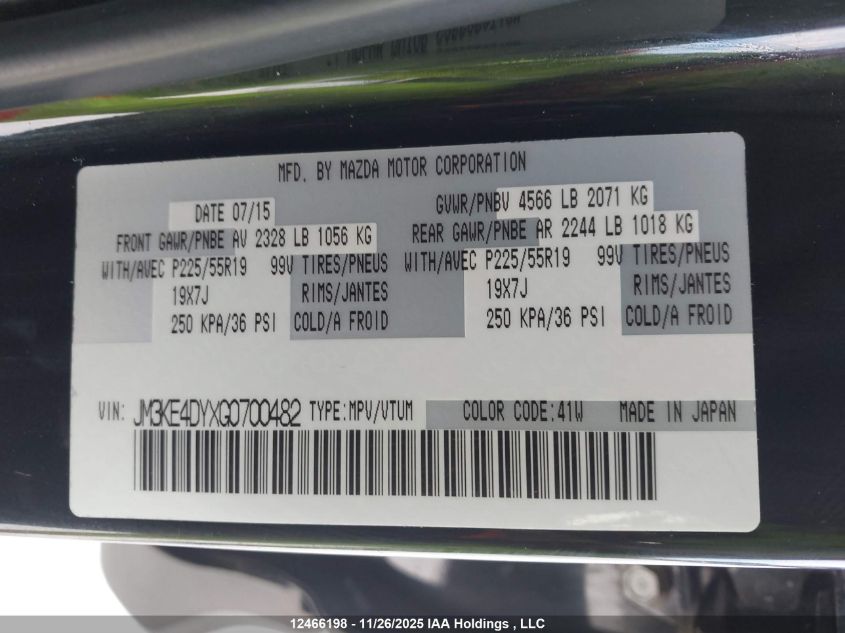 MFD. BY MAZDA MOTOR CORPORATION
DATE 07/15 GVWR/PNBV 4566 LB 2071 KG
FRONT GAWR/PNBE AV 2328 LB 1056 KG REAR GAWR/PNBE AR 2244 LB 1018 KG
WITH/AVEC P225/55R19 99V TIRES/PNEUS WITH/AVEC P225/55R19 99V TIRES/PNEUS
19X7J RIMS/JANTES 19X7J RIMS/JANTES
250 KPA/36 PSI COLD/A FROID 250 KPA/36 PSI COLD/A FROID
VIN: JM3KE4DYXG0700482 TYPE:MPV/VTUM COLOR CODE:41W MADE IN JAPAN
12466198 - 11/26/2025 IAA Holdings , LLC